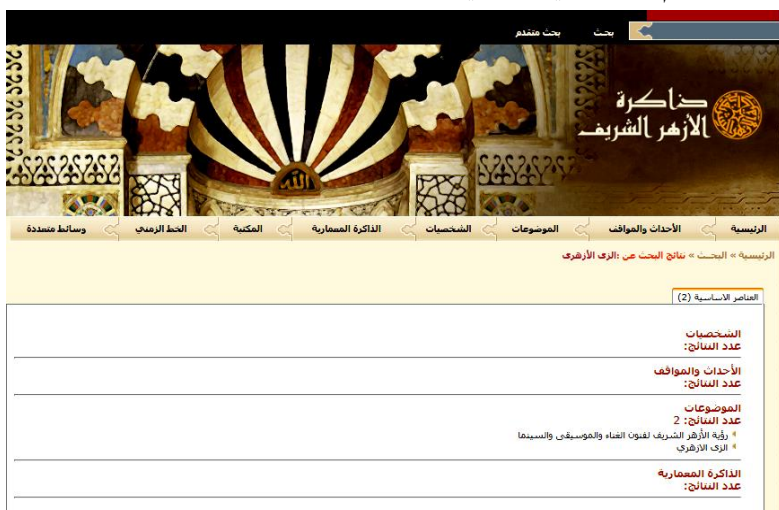 بحث
بحث متقدم
ذاكرة
الأزهر الشريف
الله
الرئيسية
الأحداث والمواقف
الموضوعات
الشخصيات
الذاكرة المعمارية
المكتبة
الخط الزمني
وسائط متعددة
الرئيسية » البحث » نتائج البحث عن :الزى الأزهرى
العناصر الاساسية (2)
الشخصيات
عدد النتائج:
الأحداث والمواقف
عدد النتائج:
الموضوعات
عدد النتائج: 2
رؤية الأزهر الشريف لفنون الغناء والموسيقى والسينما
الزى الازهري
الذاكرة المعمارية
عدد النتائج: